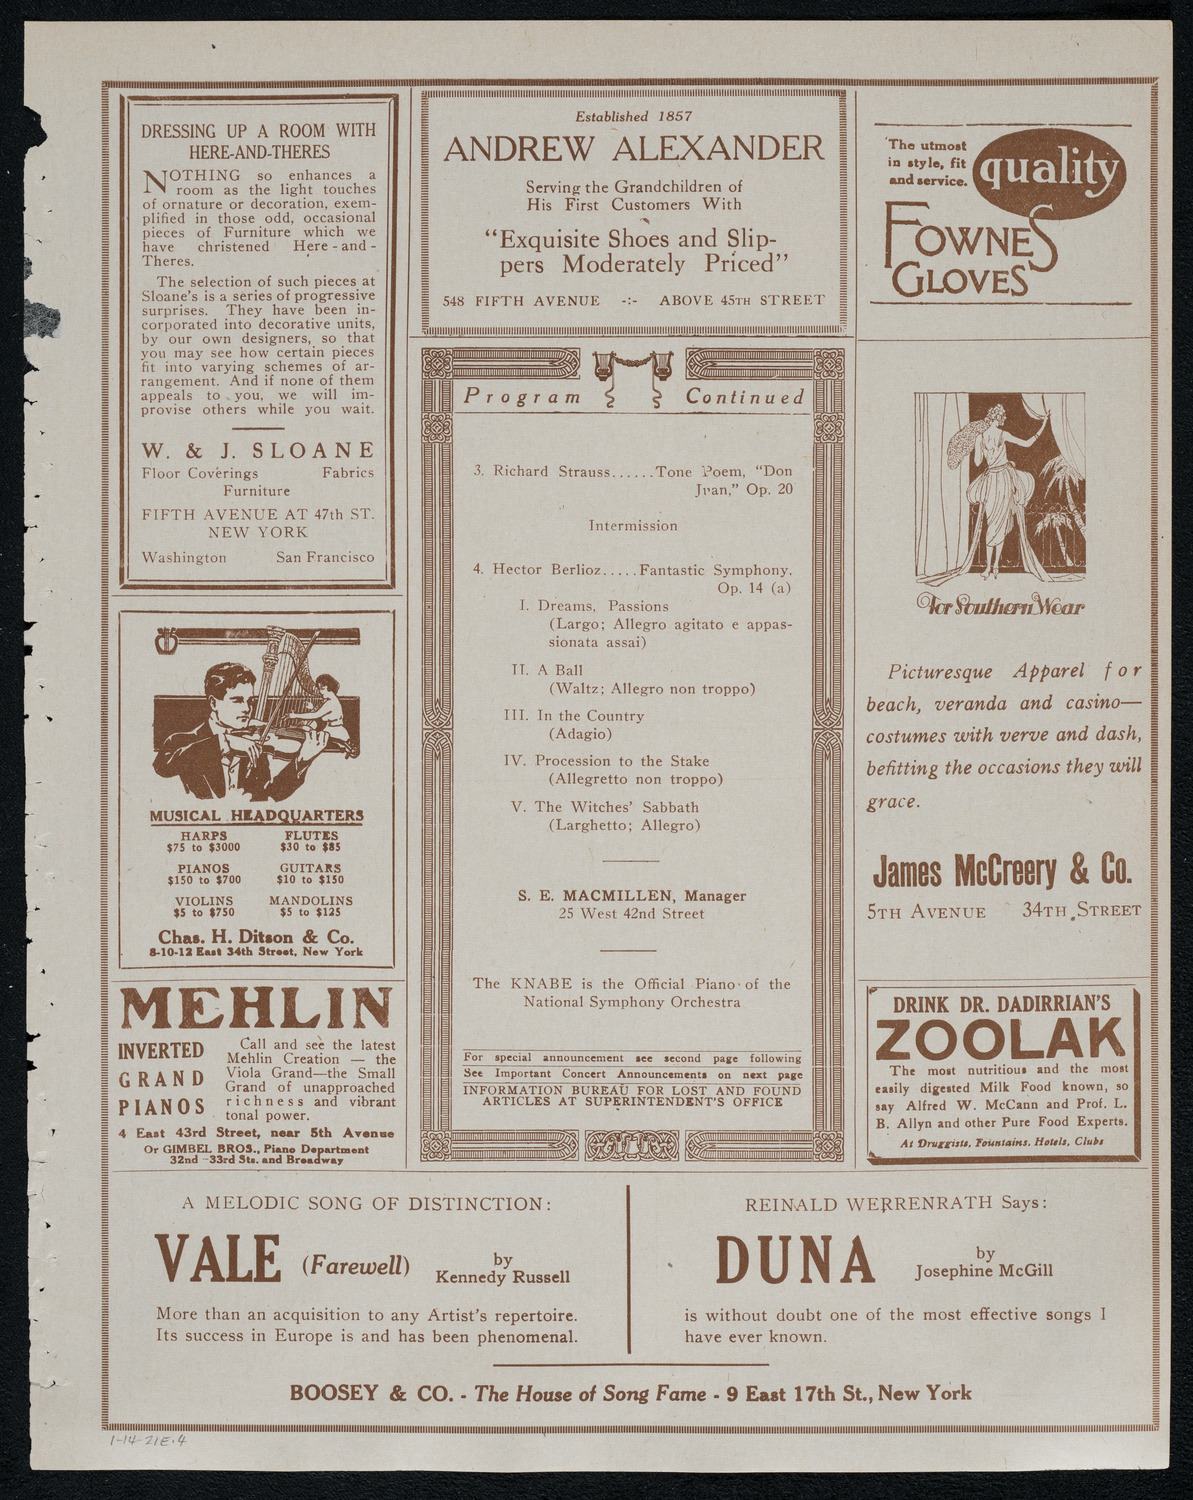 DRESSING UP A ROOM WITH
HERE-AND-THERES
NOTHING so enhances a
room as the light touches
of ornature or decoration, exem-
plified in those odd, occasional
pieces of Furniture which we
have christened Here-and-
Theres.
The selection of such pieces at
Sloane's is a series of progressive
surprises. They have been in-
corporated into decorative units,
by our own designers, so that
you may see how certain pieces
fit into varying schemes of ar-
rangement. And if none of them
appeals to you, we will im-
provise others while you wait.
W. & J. SLOANE
Floor Coverings Fabrics
Furniture
FIFTH AVENUE AT 47th ST.
NEW YORK
Washington San Francisco
MUSICAL HEADQUARTERS
HARPS FLUTES
$75 to $3000 $30 to $85
PIANOS GUITARS
$150 to $700 $10 to $150
VIOLINS MANDOLINS
$5 to $750 $5 to $125
Chas. H. Ditson & Co.
8-10-12 East 34th Street, New York
MEHLIN
INVERTED
GRAND
PIANOS
Call and see the latest
Mehlin Creation — the
Viola Grand—the Small
Grand of unapproached
richness and vibrant
tonal power.
4 East 43rd Street, near 5th Avenue
Or GIMBEL BROS., Piano Department
32nd -33rd Sts. and Broadway
Established 1857
ANDREW ALEXANDER
Serving the Grandchildren of
His First Customers With
"Exquisite Shoes and Slip-
pers Moderately Priced"
548 FIFTH AVENUE -:- ABOVE 45TH STREET
Program Continued
3. Richard Strauss......Tone Poem, "Don
Juan," Op. 20
Intermission
4. Hector Berlioz.....Fantastic Symphony,
Op. 14 (a)
I. Dreams, Passions
(Largo; Allegro agitato e appas-
sionata assai)
II. A Ball
(Waltz; Allegro non troppo)
III. In the Country
(Adagio)
IV. Procession to the Stake
(Allegretto non troppo)
V. The Witches' Sabbath
(Larghetto; Allegro)
S. E. MACMILLEN, Manager
25 West 42nd Street
The KNABE is the Official Piano of the
National Symphony Orchestra
For special announcement see second page following
See Important Concert Announcements on next page
INFORMATION BUREAU FOR LOST AND FOUND
ARTICLES AT SUPERINTENDENT'S OFFICE
The utmost
in style, fit
and service.
quality
FOWNES
GLOVES
For Southern Wear
Picturesque Apparel for
beach, veranda and casino—
costumes with verve and dash,
befitting the occasions they will
grace.
James McCreery & Co.
5TH AVENUE 34TH STREET
DRINK DR. DADIRRIAN'S
ZOOLAK
The most nutritious and the most
easily digested Milk Food known, so
say Alfred W. McCann and Prof. L.
B. Allyn and other Pure Food Experts.
At Druggists, Fountains, Hotels, Clubs
A MELODIC SONG OF DISTINCTION:
VALE (Farewell) by
Kennedy Russell
More than an acquisition to any Artist's repertoire.
Its success in Europe is and has been phenomenal.
REINALD WERRENRATH Says:
DUNA by
Josephine McGill
is without doubt one of the most effective songs I
have ever known.
BOOSEY & CO. - The House of Song Fame - 9 East 17th St., New York
1-14-21E.4